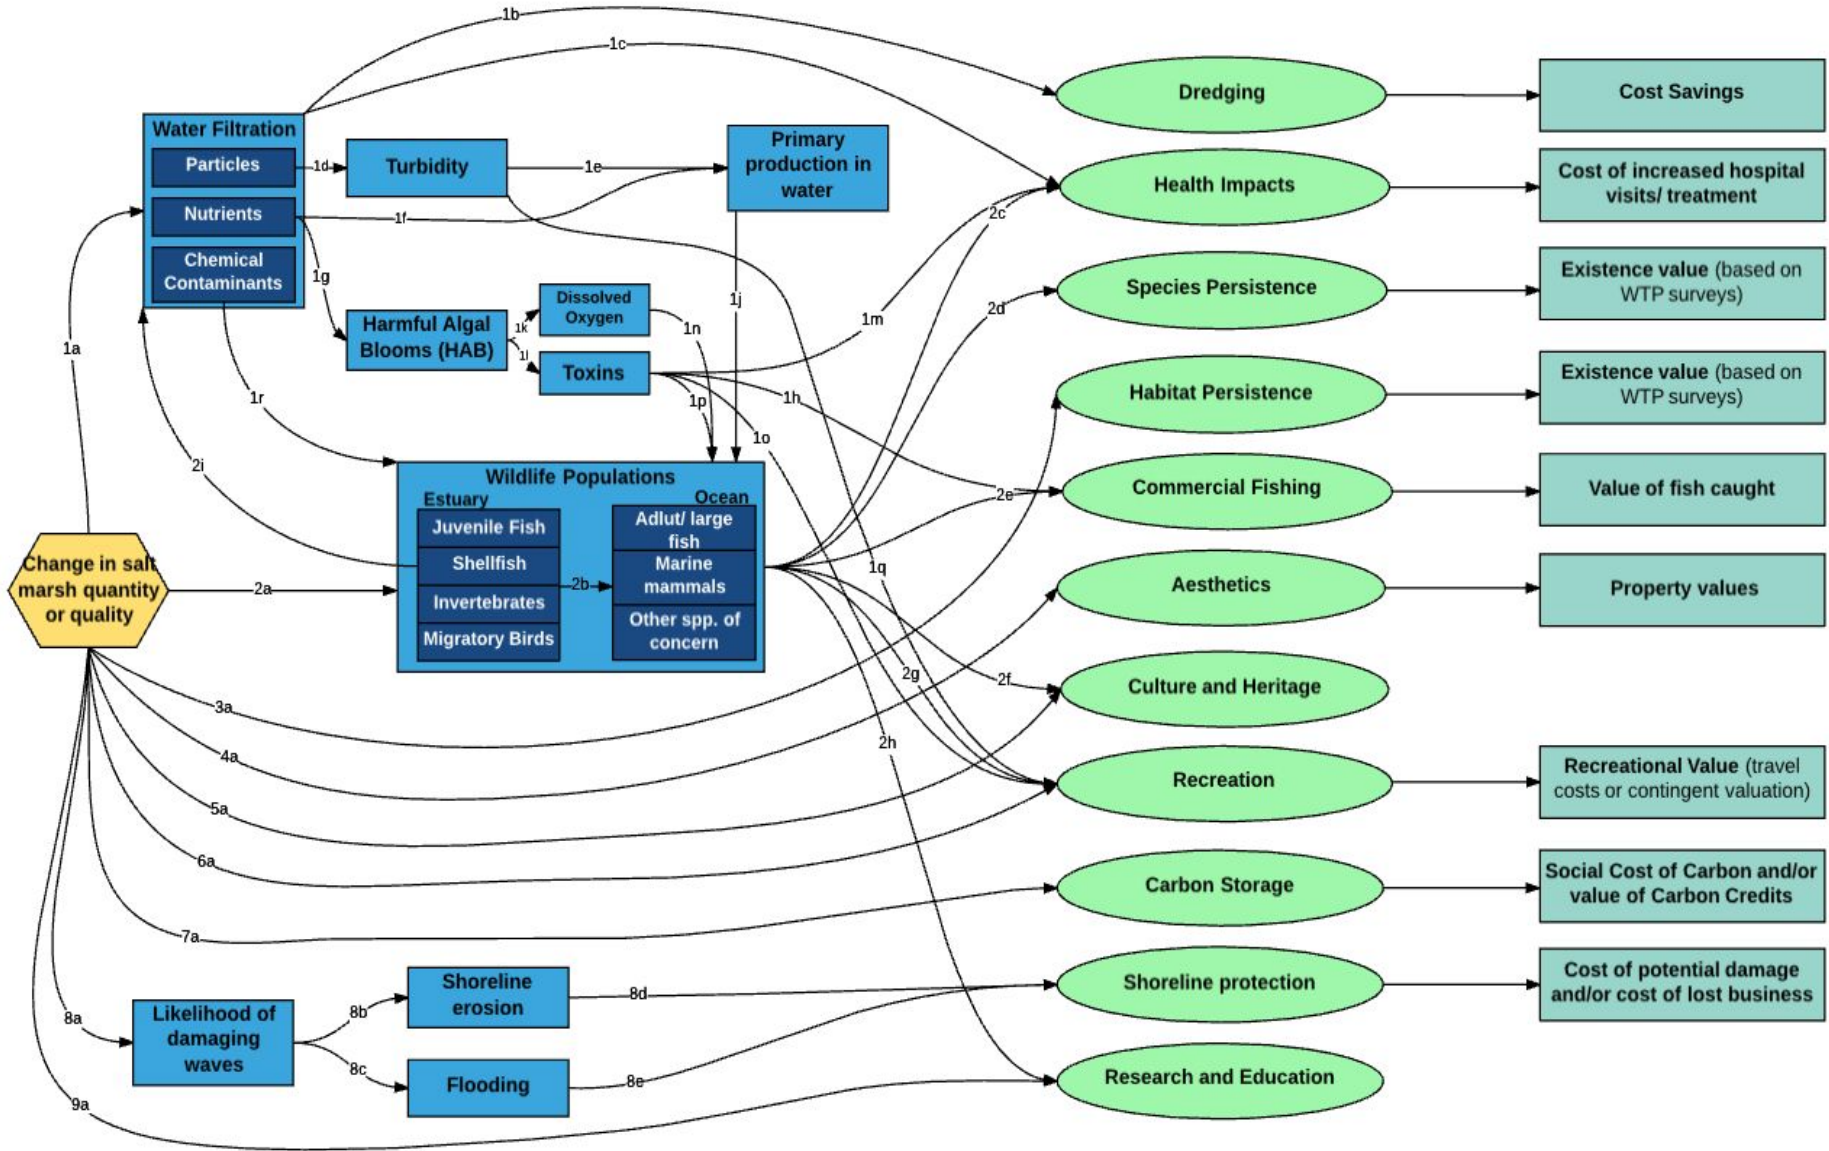 1b
1c
Water Filtration
Particles
Nutrients
Chemical
Contaminants
1d
Turbidity
1e
1f
Primary
production in
water
1g
Harmful Algal
Blooms (HAB)
1k
1l
Dissolved
Oxygen
Toxins
1n
1j
1m
1p
1h
1o
1a
1r
2i
2c
2d
2e
Wildlife Populations
Estuary
Ocean
Juvenile Fish
Shellfish
Invertebrates
Migratory Birds
2b
Adlut/ large
fish
Marine
mammals
Other spp. of
concern
Change in salt
marsh quantity
or quality
2a
1q
2g
2f
2h
3a
4a
5a
6a
7a
8a
9a
Likelihood of
damaging
waves
8b
8c
Shoreline
erosion
Flooding
8d
8e
Dredging
Health Impacts
Species Persistence
Habitat Persistence
Commercial Fishing
Aesthetics
Culture and Heritage
Recreation
Carbon Storage
Shoreline protection
Research and Education
Cost Savings
Cost of increased hospital
visits/ treatment
Existence value (based on
WTP surveys)
Existence value (based on
WTP surveys)
Value of fish caught
Property values
Recreational Value (travel
costs or contingent valuation)
Social Cost of Carbon and/or
value of Carbon Credits
Cost of potential damage
and/or cost of lost business